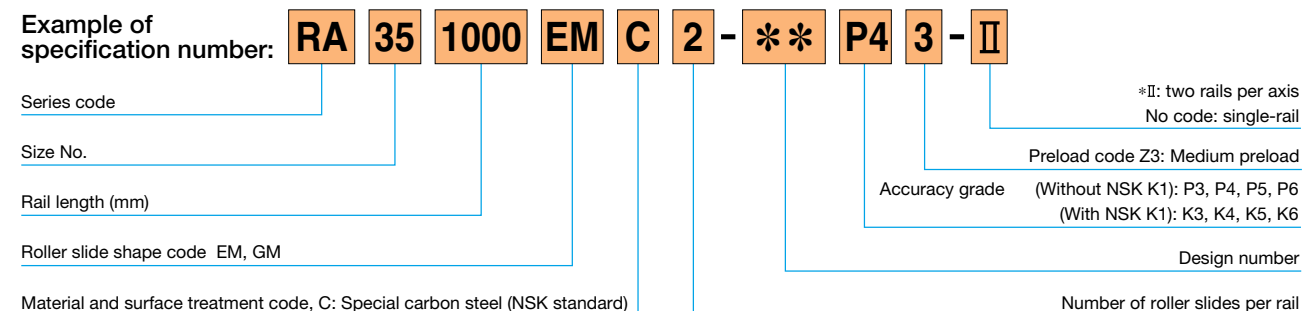 Example of
specification number: RA 35 1000 EM C 2 - ** P4 3 - Ⅱ
Series code
*Ⅱ: two rails per axis
No code: single-rail
Size No.
Preload code Z3: Medium preload
Rail length (mm)
Accuracy grade (Without NSK K1): P3, P4, P5, P6
(With NSK K1): K3, K4, K5, K6
Roller slide shape code EM, GM
Design number
Material and surface treatment code, C: Special carbon steel (NSK standard)
Number of roller slides per rail